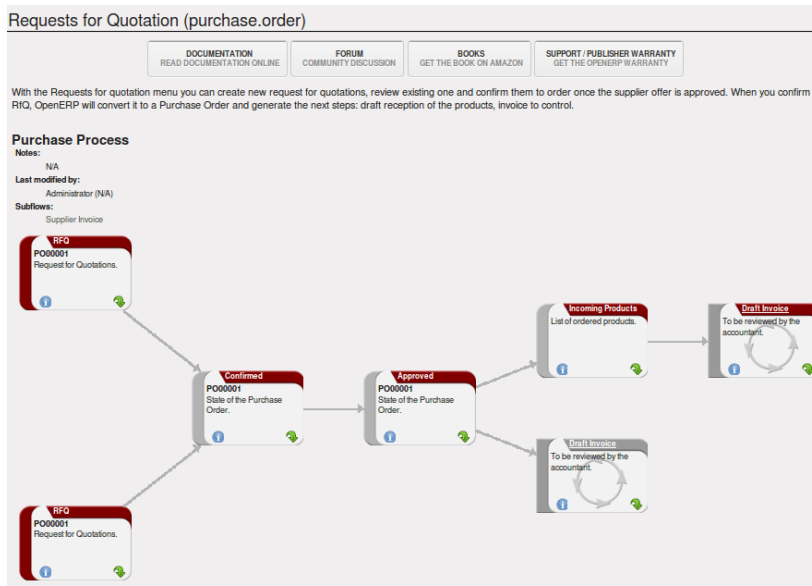 Requests for Quotation (purchase.order)
DOCUMENTATION
READ DOCUMENTATION ONLINE
FORUM
COMMUNITY DISCUSSION
BOOKS
GET THE BOOK ON AMAZON
SUPPORT / PUBLISHER WARRANTY
GET THE OPENERP WARRANTY
With the Requests for quotation menu you can create new request for quotations, review existing one and confirm them to order once the supplier offer is approved. When you confirm
RfQ, OpenERP will convert it to a Purchase Order and generate the next steps: draft reception of the products, invoice to control.
Purchase Process
Notes:
N/A
Last modified by:
Administrator (N/A)
Subflows:
Supplier Invoice
RFQ
PO00001
Request for Quotations.
Incoming Products
List of ordered products.
Draft Invoice
To be reviewed by the
accountant.
Confirmed
PO00001
State of the Purchase
Order.
Approved
PO00001
State of the Purchase
Order.
Draft Invoice
To be reviewed by the
accountant.
RFQ
PO00001
Request for Quotations.